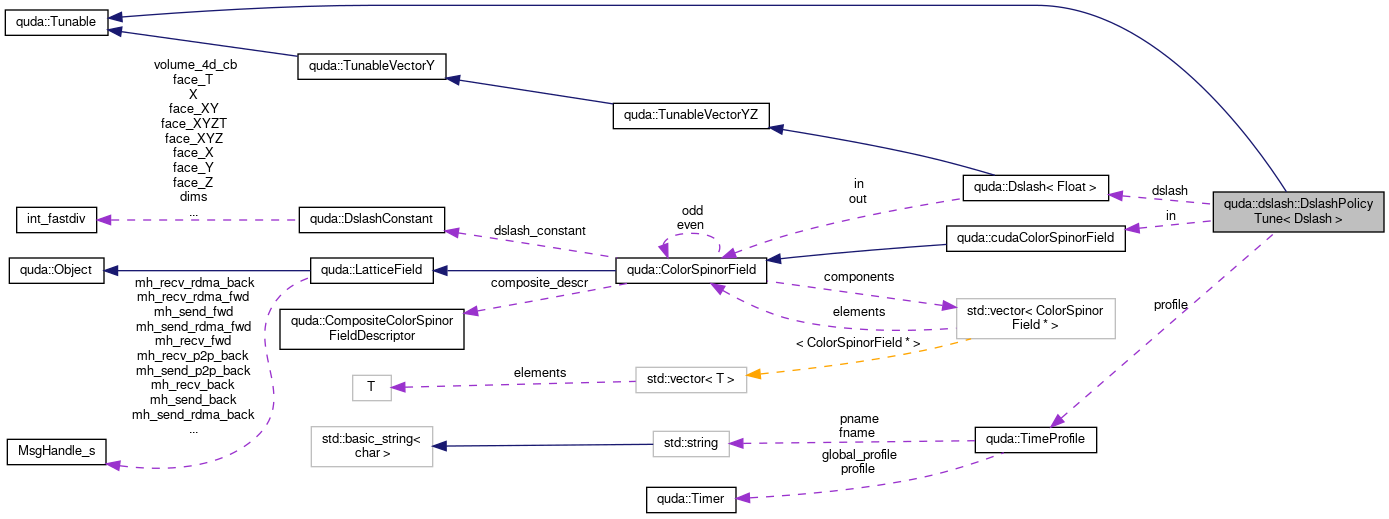 quda::Tunable
quda::TunableVectorY
volume_4d_cb
face_T
X
face_XY
face_XYZT
face_XYZ
face_X
face_Y
face_Z
dims
...
quda::TunableVectorYZ
quda::Dslash< Float >
in
out
dslash
quda::dslash::DslashPolicy
Tune< Dslash >
in
int_fastdiv
quda::DslashConstant
dslash_constant
odd
even
quda::cudaColorSpinorField
quda::Object
quda::LatticeField
quda::ColorSpinorField
mh_recv_rdma_back
mh_recv_rdma_fwd
mh_send_fwd
mh_send_rdma_fwd
mh_recv_fwd
mh_recv_p2p_back
mh_send_p2p_back
mh_recv_back
mh_send_back
mh_send_rdma_back
...
composite_descr
quda::CompositeColorSpinor
FieldDescriptor
components
elements
std::vector< ColorSpinor
Field * >
profile
< ColorSpinorField * >
T
elements
std::vector< T >
MsgHandle_s
std::basic_string<
char >
std::string
pname
fname
quda::TimeProfile
global_profile
profile
quda::Timer